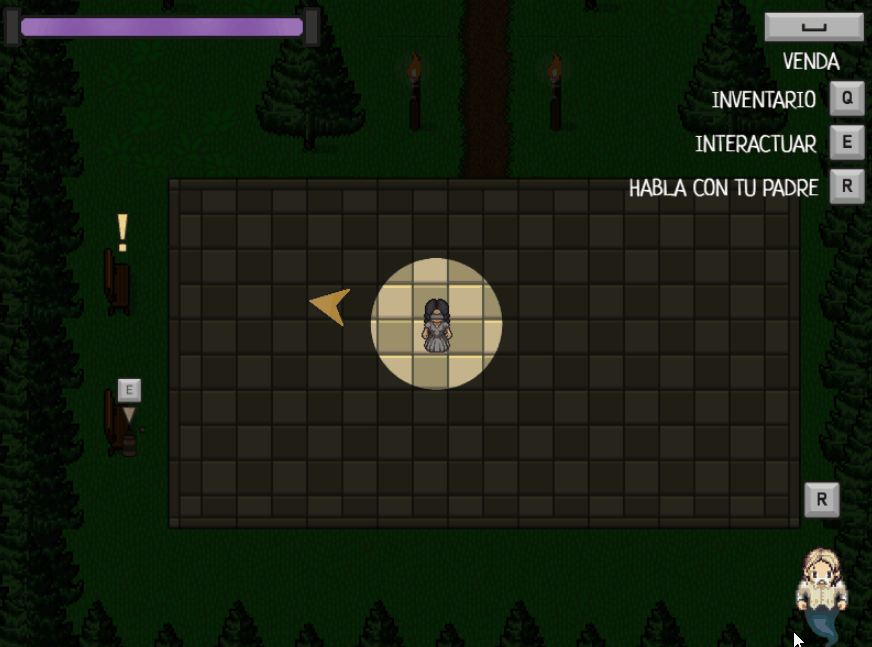 VENDA
INVENTARIO Q
INTERACTUAR E
HABLA CON TU PADRE R
!
E
R